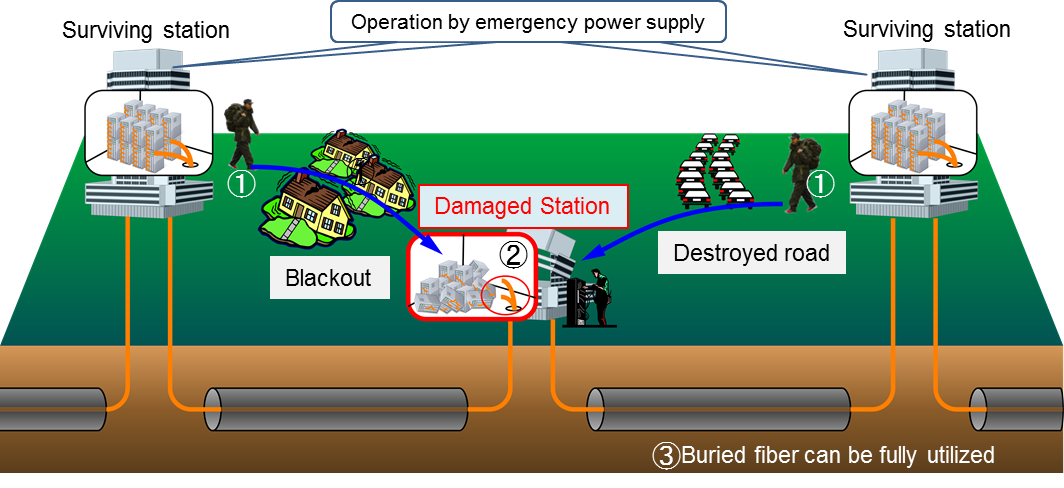 Operation by emergency power supply
Surviving station
Surviving station
①
①
Damaged Station
②
Destroyed road
Blackout
③Buried fiber can be fully utilized